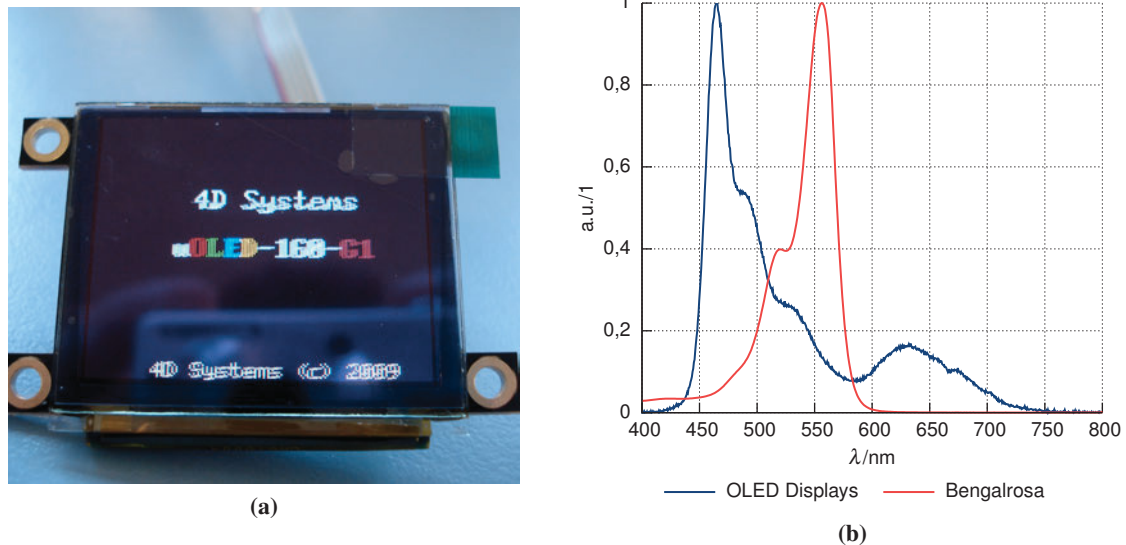 4D Systems
uOLED-160-G1
4D Systems (c) 2009
(a)
1
0,8
0,6
0,4
0,2
0
a.u./1
400 450 500 550 600 650 700 750 800
λ/nm
OLED Displays Bengalrosa
(b)